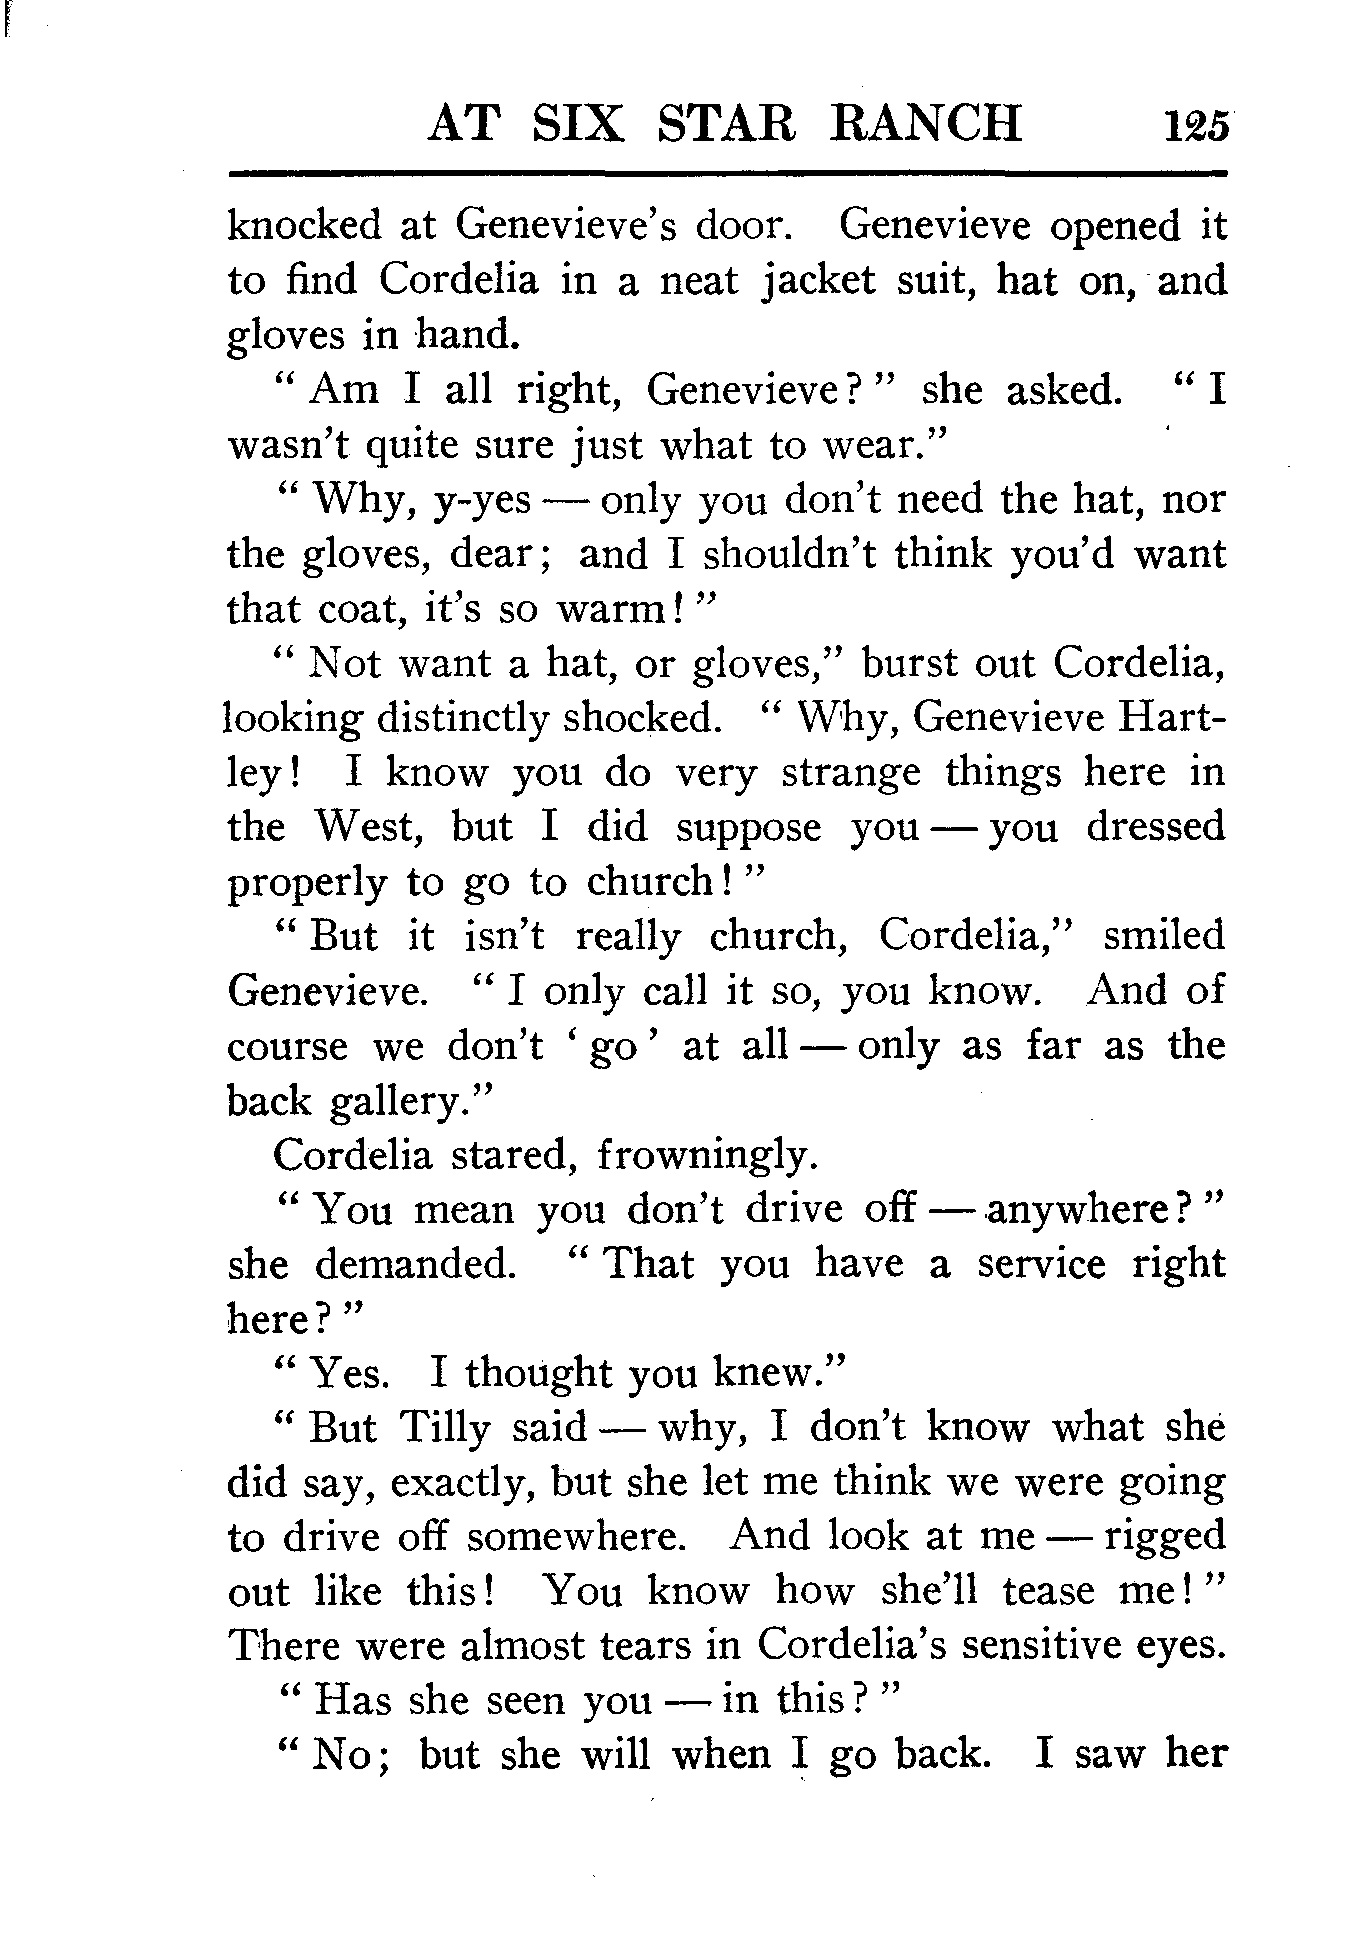 AT SIX STAR RANCH 125
knocked at Genevieve's door. Genevieve opened it
to find Cordelia in a neat jacket suit, hat on, and
gloves in hand.
“ Am I all right, Genevieve? ” she asked. “ I
wasn't quite sure just what to wear.”
“ Why, y-yes — only you don't need the hat, nor
the gloves, dear; and I shouldn't think you'd want
that coat, it's so warm! ”
“ Not want a hat, or gloves,” burst out Cordelia,
looking distinctly shocked. “ Why, Genevieve Hart-
ley! I know you do very strange things here in
the West, but I did suppose you — you dressed
properly to go to church! ”
“ But it isn't really church, Cordelia,” smiled
Genevieve. “ I only call it so, you know. And of
course we don't ‘ go ’ at all — only as far as the
back gallery.”
Cordelia stared, frowningly.
“ You mean you don't drive off — anywhere? ”
she demanded. “ That you have a service right
here? ”
“ Yes. I thought you knew.”
“ But Tilly said — why, I don't know what she
did say, exactly, but she let me think we were going
to drive off somewhere. And look at me — rigged
out like this! You know how she'll tease me! ”
There were almost tears in Cordelia's sensitive eyes.
“ Has she seen you — in this? ”
“ No; but she will when I go back. I saw her